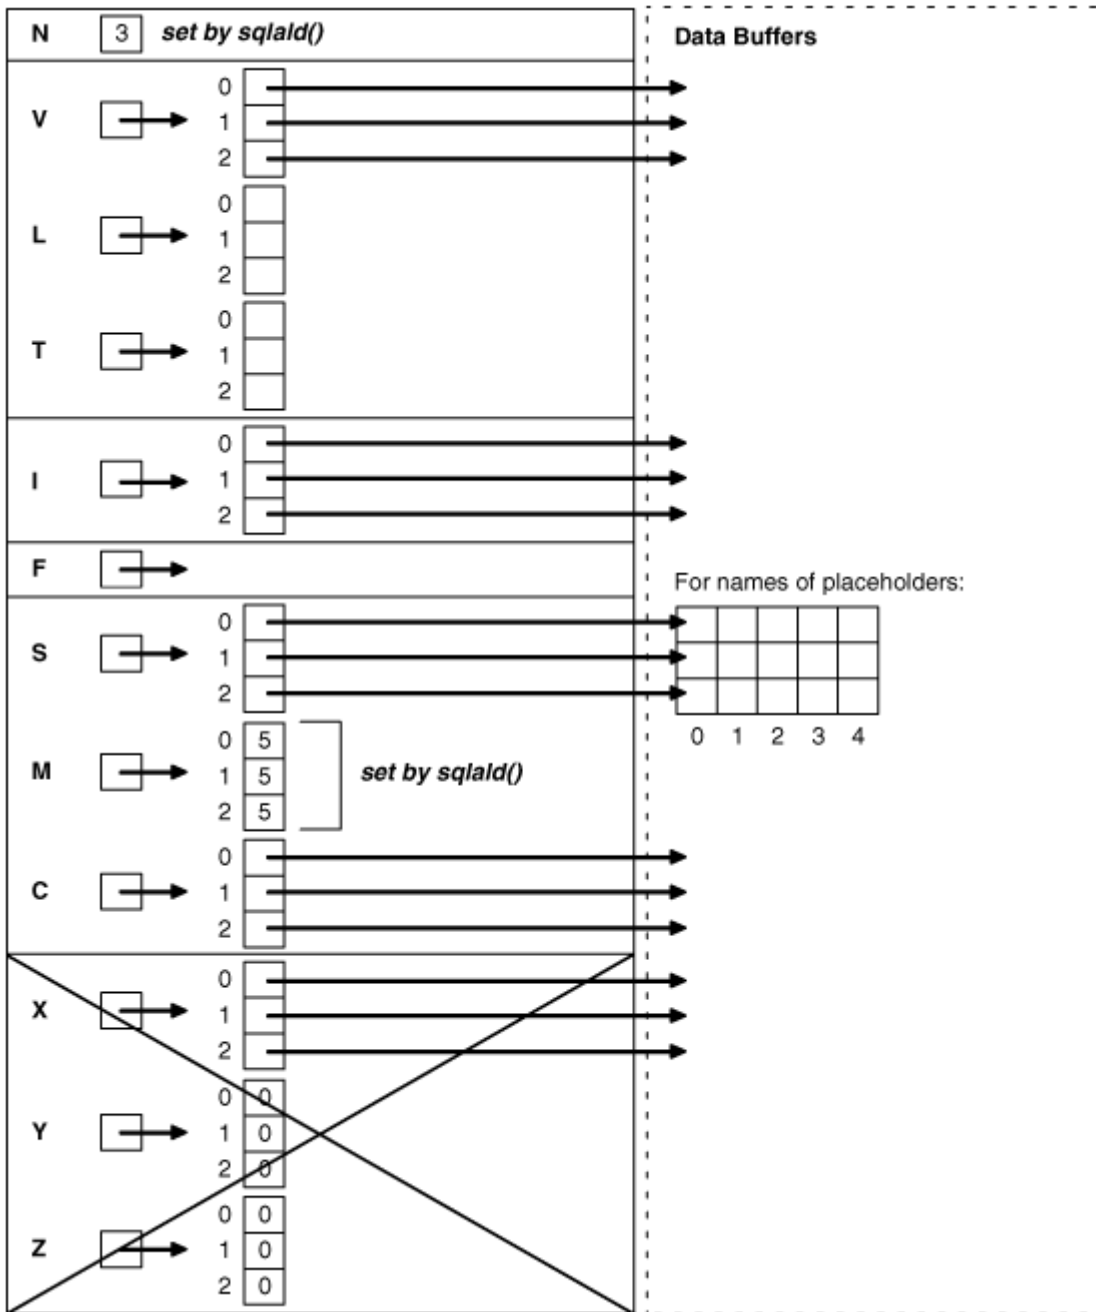 N 3 set by sqlald()
Data Buffers
0
V 1
2
0
L 1
2
0
T 1
2
0
I 1
2
F
For names of placeholders:
0
S 1
2
0 1 2 3 4
0 5
M 1 5 set by sqlald()
2 5
0
C 1
2
0
X 1
2
0 0
Y 1 0
2 0
0 0
Z 1 0
2 0